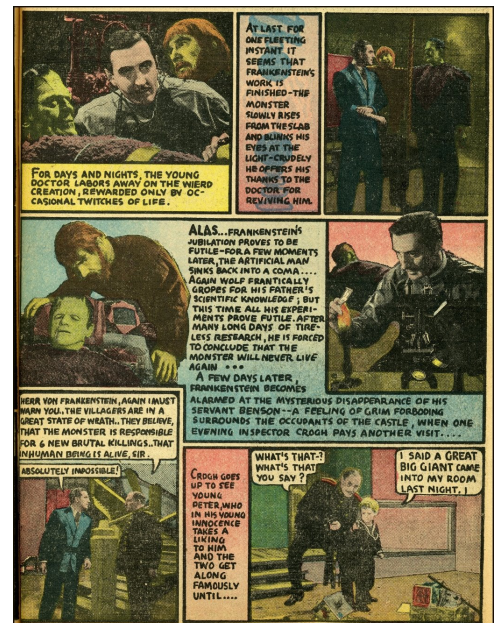 FOR DAYS AND NIGHTS, THE YOUNG
DOCTOR LABORS AWAY ON THE WIERD
CREATION, REWARDED ONLY BY OC-
CASIONAL TWITCHES OF LIFE.
AT LAST FOR
ONE FLEETING
INSTANT IT
SEEMS THAT
FRANKENSTEIN'S
WORK IS
FINISHED-THE
MONSTER
SLOWLY RISES
FROM THE SLAB
AND BLINKS HIS
EYES AT THE
LIGHT-CRUDELY
HE OFFERS HIS
THANKS TO THE
DOCTOR FOR
REVIVING HIM.
ALAS...FRANKENSTEIN'S
JUBILATION PROVES TO BE
FUTILE-FOR A FEW MOMENTS
LATER, THE ARTIFICIAL MAN
SINKS BACK INTO A COMA....
AGAIN WOLF FRANTICALLY
GROPES FOR HIS FATHER'S
SCIENTIFIC KNOWLEDGE; BUT
THIS TIME ALL HIS EXPERI-
MENTS PROVE FUTILE. AFTER
MANY LONG DAYS OF TIRE-
LESS RESEARCH, HE IS FORCED
TO CONCLUDE THAT THE
MONSTER WILL NEVER LIVE
AGAIN ...
A FEW DAYS LATER,
FRANKENSTEIN BECOMES
ALARMED AT THE MYSTERIOUS DISAPPEARANCE OF HIS
SERVANT BENSON--A FEELING OF GRIM FORBODING
SURROUNDS THE OCCUPANTS OF THE CASTLE, WHEN ONE
EVENING INSPECTOR CROGH PAYS ANOTHER VISIT....
HERR VON FRANKENSTEIN, AGAIN I MUST
WARN YOU..THE VILLAGERS ARE IN A
GREAT STATE OF WRATH..THEY BELIEVE,
THAT THE MONSTER IS RESPONSIBLE
FOR 6 NEW BRUTAL KILLINGS..THAT
INHUMAN BEING IS ALIVE, SIR.
ABSOLUTELY IMPOSSIBLE!
CROGH GOES
UP TO SEE
YOUNG
PETER, WHO
IN HIS YOUNG
INNOCENCE
TAKES A
LIKING
TO HIM
AND THE
TWO GET
ALONG
FAMOUSLY
UNTIL....
WHAT'S THAT-?
WHAT'S THAT
YOU SAY?
I SAID A GREAT
BIG GIANT CAME
INTO MY ROOM
LAST NIGHT.!